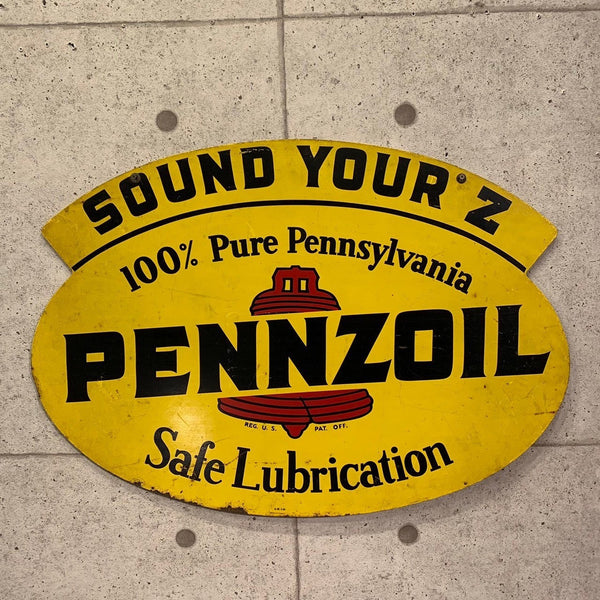 SOUND YOUR Z
100% Pure Pennsylvania
PENNZOIL
REG. U. S. PAT. OFF.
Safe Lubrication